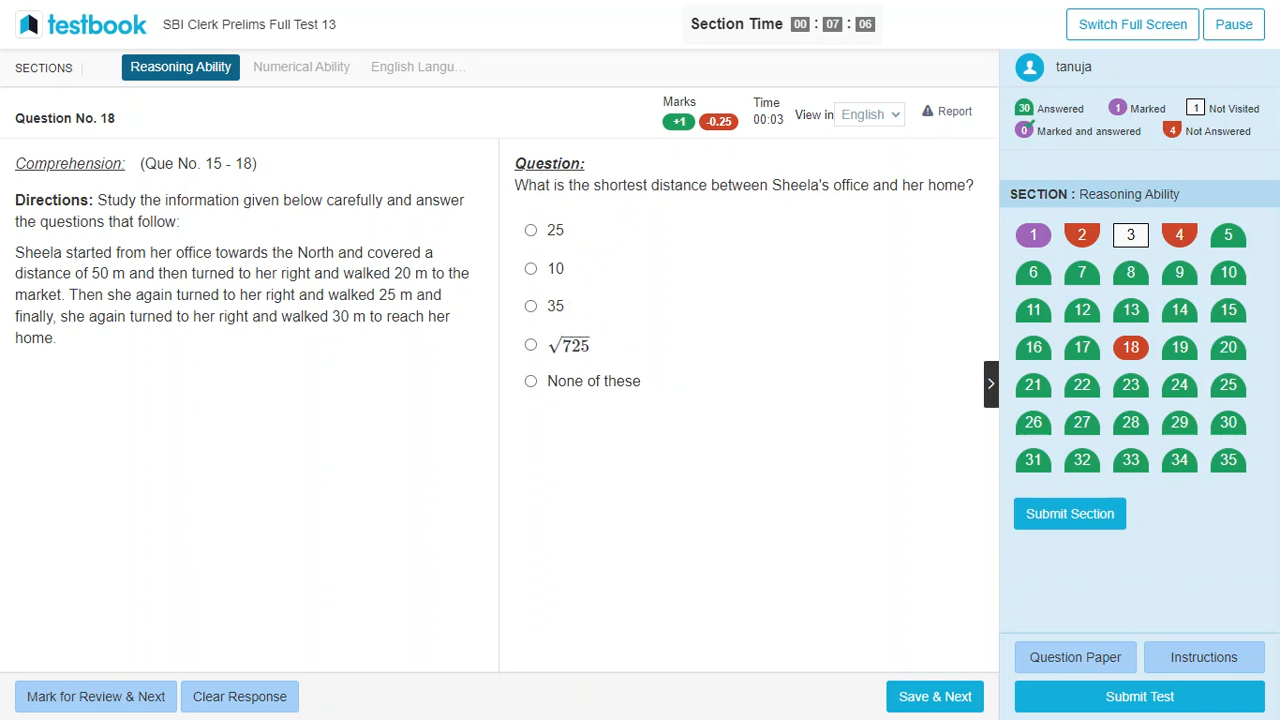 testbook
SBI Clerk Prelims Full Test 13
Section Time 00 : 07 : 06
Switch Full Screen
Pause
SECTIONS
Reasoning Ability
Numerical Ability
English Langu...
tanuja
Question No. 18
Marks
+1 -0.25
Time
00:03
View in English
Report
30 Answered
1 Marked
1 Not Visited
0 Marked and answered
4 Not Answered
Comprehension: (Que No. 15 - 18)
Directions: Study the information given below carefully and answer
the questions that follow:
Sheela started from her office towards the North and covered a
distance of 50 m and then turned to her right and walked 20 m to the
market. Then she again turned to her right and walked 25 m and
finally, she again turned to her right and walked 30 m to reach her
home.
Question:
What is the shortest distance between Sheela's office and her home?
25
10
35
√725
None of these
SECTION : Reasoning Ability
1 2 3 4 5
6 7 8 9 10
11 12 13 14 15
16 17 18 19 20
21 22 23 24 25
26 27 28 29 30
31 32 33 34 35
Submit Section
Question Paper
Instructions
Mark for Review & Next
Clear Response
Save & Next
Submit Test